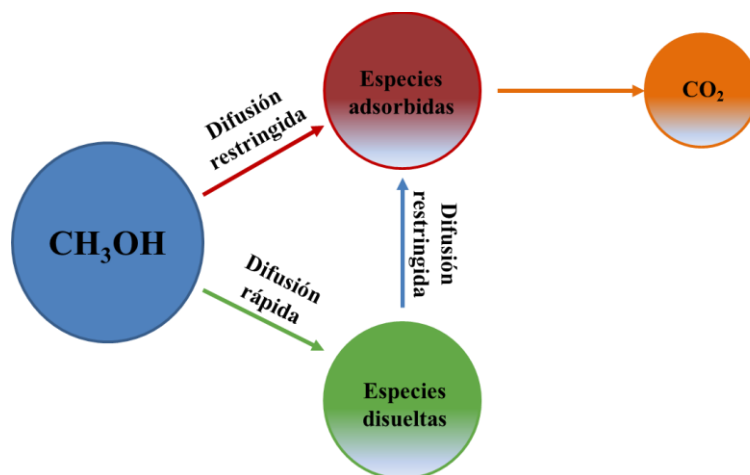 Especies
adsorbidas
CO₂
Difusión
restringida
CH₃OH
Difusión
restringida
Difusión
rápida
Especies
disueltas